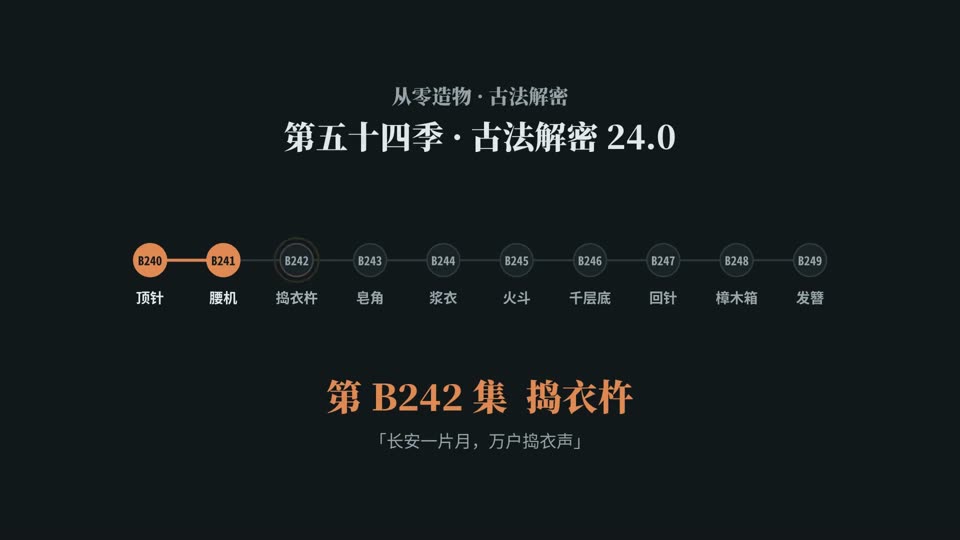 从零造物 · 古法解密
第五十四季 · 古法解密 24.0
B240 B241 B242 B243 B244 B245 B246 B247 B248 B249
顶针 腰机 捣衣杵 皂角 浆衣 火斗 千层底 回针 樟木箱 发簪
第 B242 集 捣衣杵
「长安一片月，万户捣衣声」